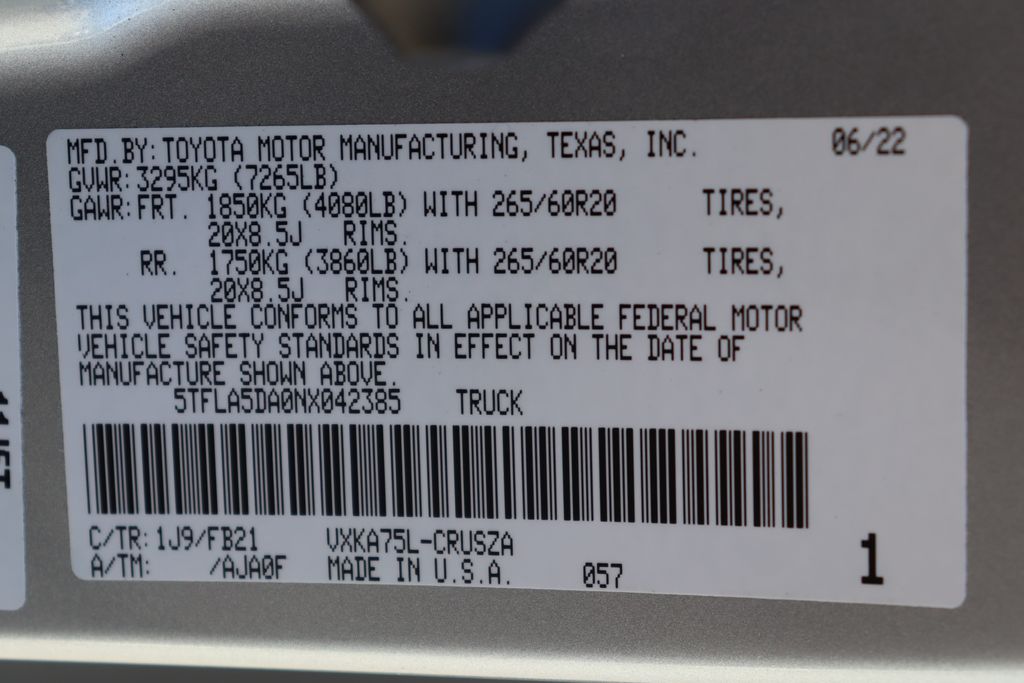 MFD.BY: TOYOTA MOTOR MANUFACTURING, TEXAS, INC. 06/22
GVWR: 3295KG (7265LB)
GAWR: FRT. 1850KG (4080LB) WITH 265/60R20 TIRES,
20X8.5J RIMS.
RR. 1750KG (3860LB) WITH 265/60R20 TIRES,
20X8.5J RIMS.
THIS VEHICLE CONFORMS TO ALL APPLICABLE FEDERAL MOTOR
VEHICLE SAFETY STANDARDS IN EFFECT ON THE DATE OF
MANUFACTURE SHOWN ABOVE.
5TFLA5DA0NX042385 TRUCK
C/TR: 1J9/FB21 VXKA75L-CRUSZA
A/TM: /AJA0F MADE IN U.S.A. 057
1